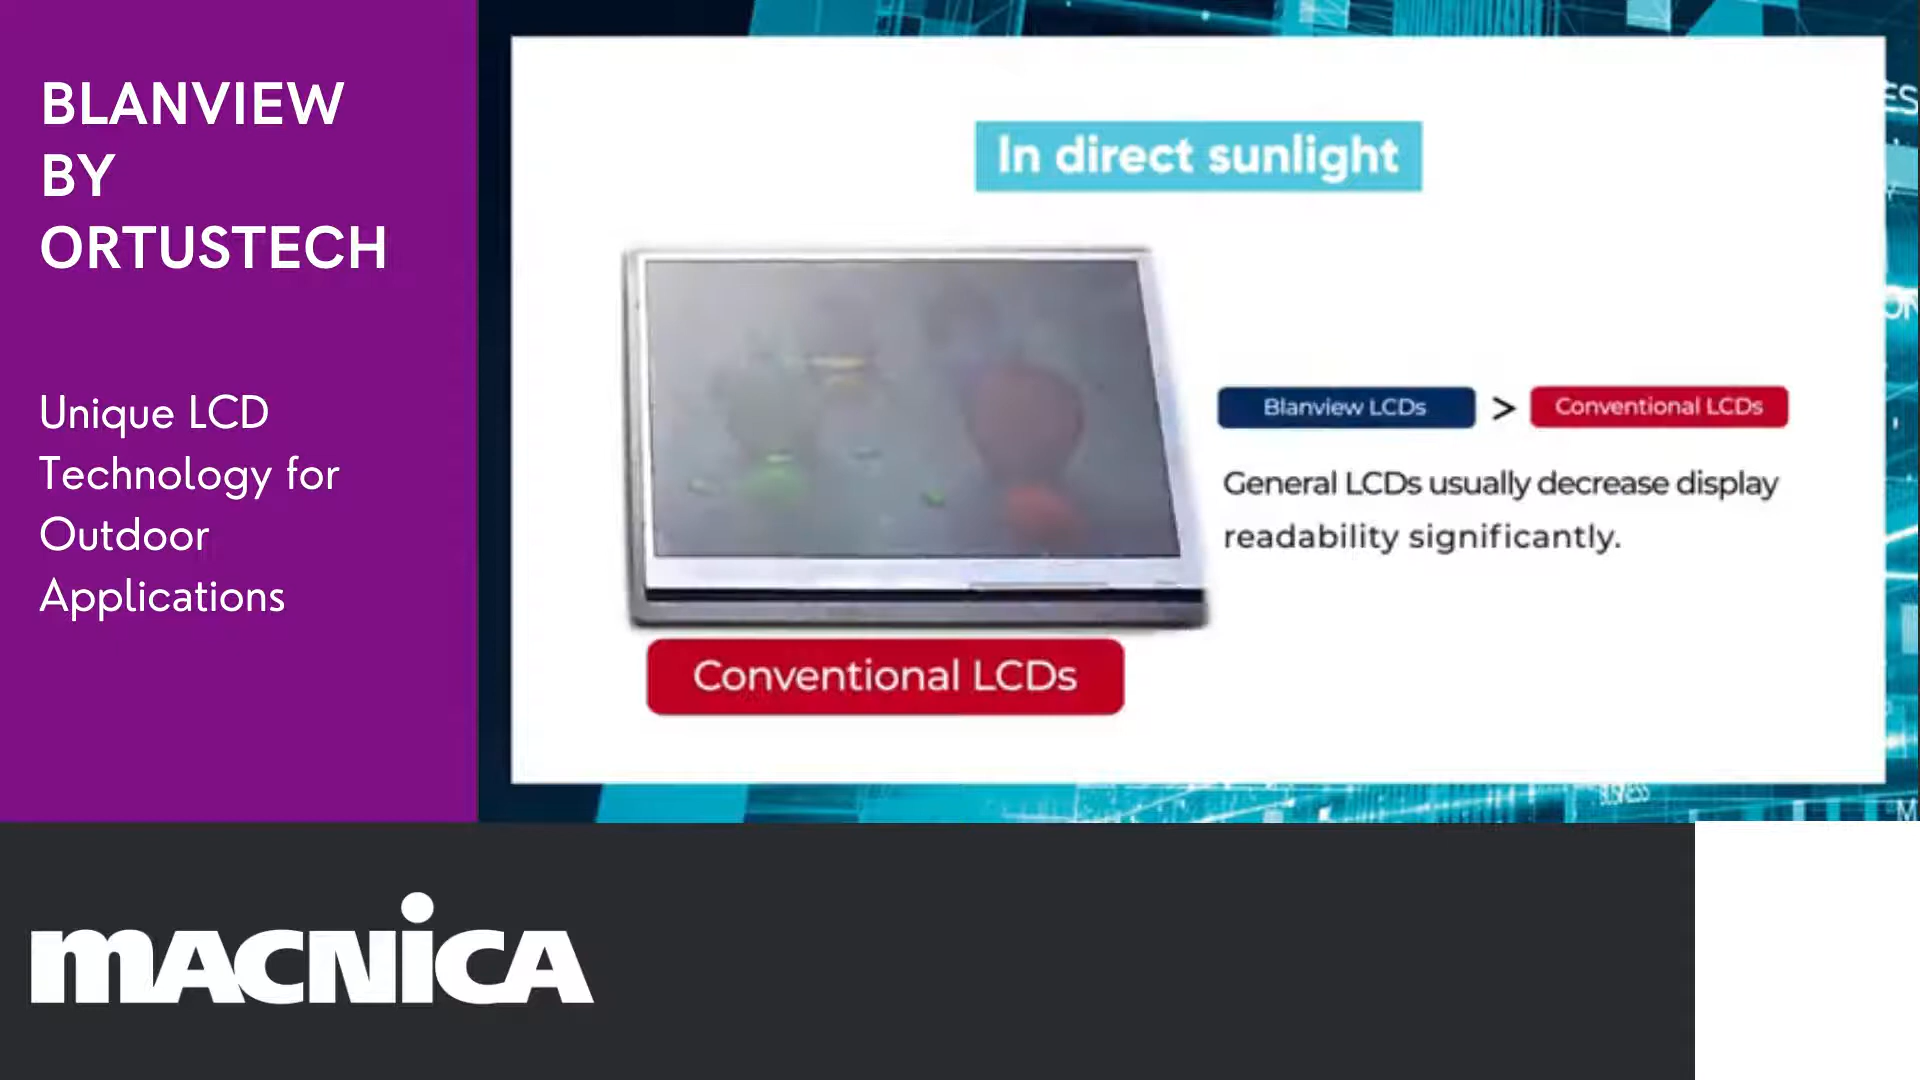 BLANVIEW
BY
ORTUSTECH
Unique LCD
Technology for
Outdoor
Applications
In direct sunlight
Blanview LCDs > Conventional LCDs
General LCDs usually decrease display
readability significantly.
Conventional LCDs
BUSINESS
macnica